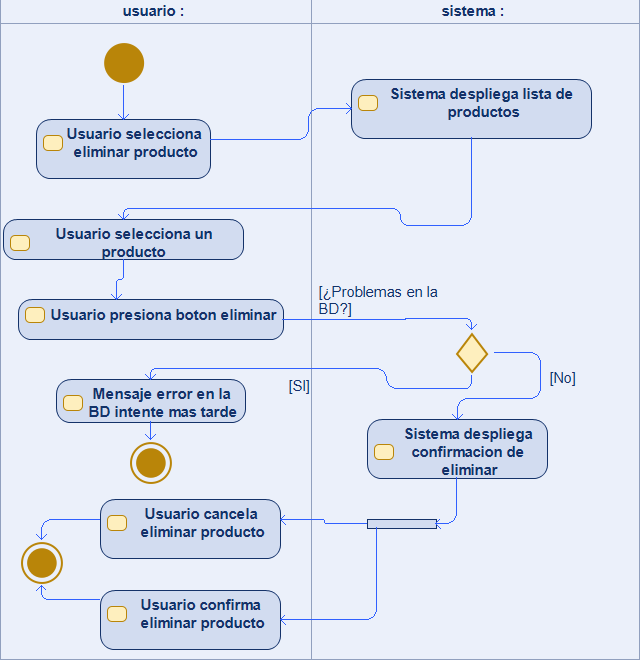 usuario :
sistema :
Usuario selecciona
eliminar producto
Sistema despliega lista de
productos
Usuario selecciona un
producto
Usuario presiona boton eliminar
[¿Problemas en la
BD?]
[SI]
[No]
Mensaje error en la
BD intente mas tarde
Sistema despliega
confirmacion de
eliminar
Usuario cancela
eliminar producto
Usuario confirma
eliminar producto